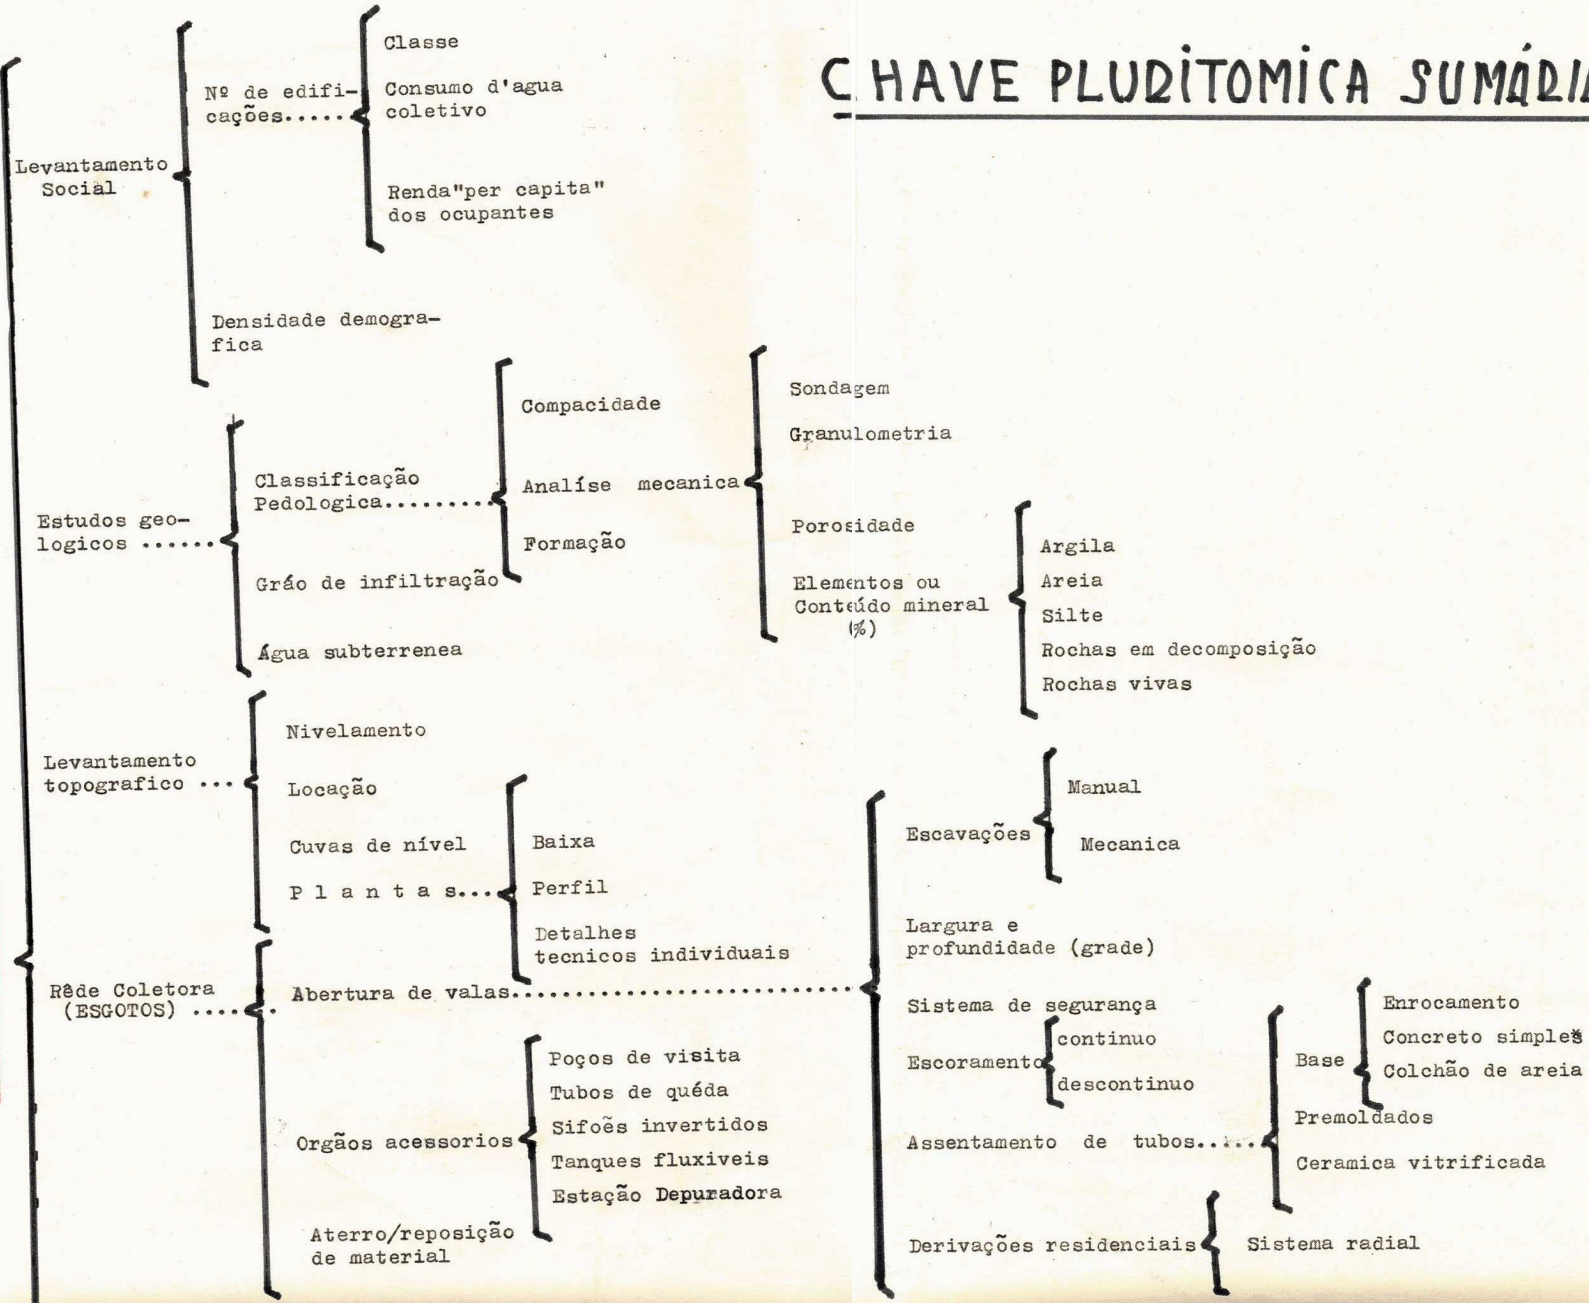 CHAVE PLURITOMICA SUMÁRIA
Classe
Nº de edifi-
cações......
Consumo d'agua
coletivo
Levantamento
Social
Renda"per capita"
dos ocupantes
Densidade demogra-
fica
Compacidade
Sondagem
Granulometria
Classificação
Pedologica.........
Analíse mecanica
Estudos geo-
logicos ......
Formação
Porosidade
Gráo de infiltração
Elementos ou
Conteúdo mineral
(%)
Argila
Areia
Silte
Rochas em decomposição
Rochas vivas
Água subterrenea
Nivelamento
Levantamento
topografico ...
Locação
Cuvas de nível
P l a n t a s....
Baixa
Perfil
Detalhes
tecnicos individuais
Rêde Coletora
(ESGOTOS) ......
Abertura de valas..............................
Escavações
Manual
Mecanica
Largura e
profundidade (grade)
Sistema de segurança
Escoramento
continuo
descontinuo
Assentamento de tubos.....
Base
Enrocamento
Concreto simples
Colchão de areia
Premoldados
Ceramica vitrificada
Derivações residenciais
Sistema radial
Orgãos acessorios
Poços de visita
Tubos de quéda
Sifoẽs invertidos
Tanques fluxiveis
Estação Depuradora
Aterro/reposição
de material